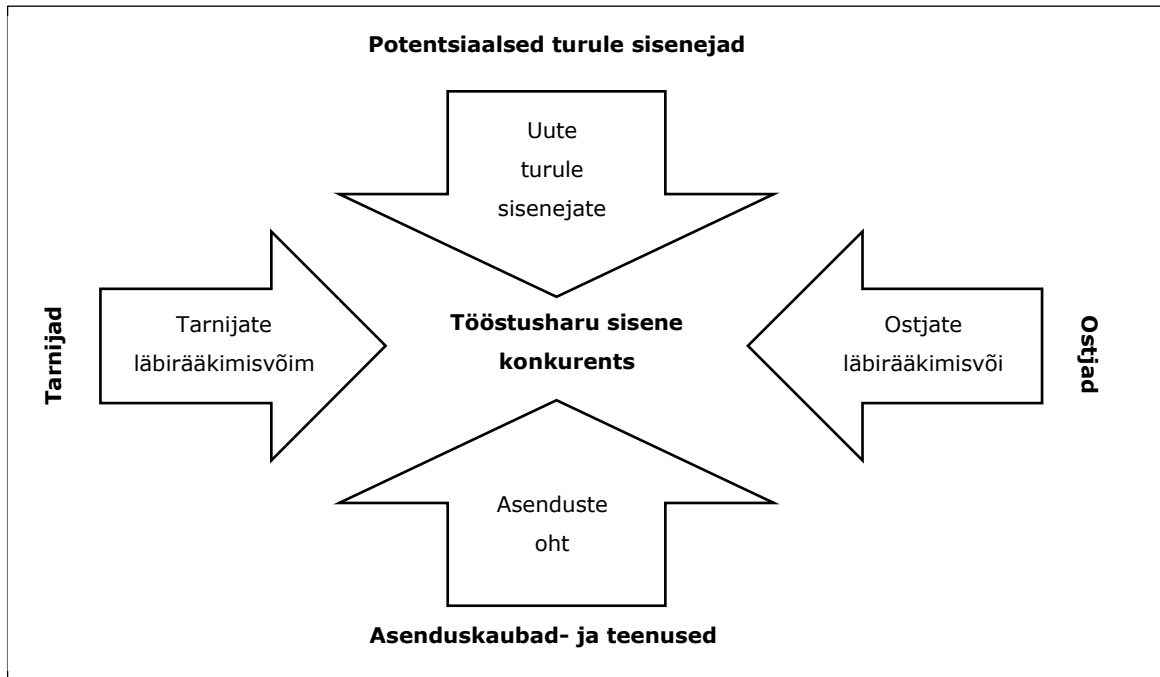 Potentsiaalsed turule sisenejad
Uute
turule
sisenejate
Tarnijad
Tarnijate
läbirääkimisvõim
Tööstusharu sisene
konkurents
Ostjate
läbirääkimisvõi
Ostjad
Asenduste
oht
Asenduskaubad- ja teenused